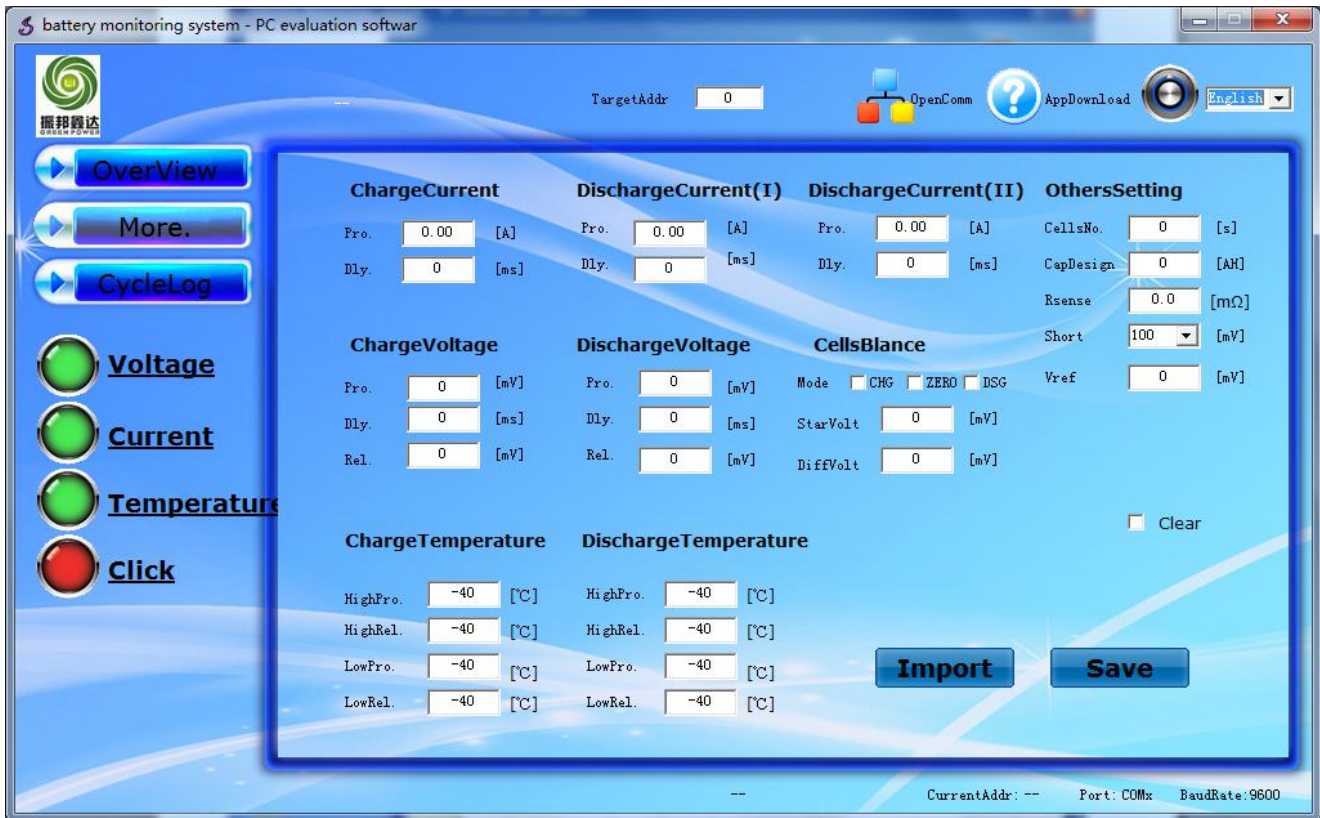 battery monitoring system - PC evaluation softwar
振邦鑫达
GREEN POWER
--
TargetAddr 0
OpenComm
AppDownload
English
OverView
More.
CycleLog
Voltage
Current
Temperature
Click
ChargeCurrent
Pro. 0.00 [A]
Dly. 0 [ms]
DischargeCurrent(I)
Pro. 0.00 [A]
Dly. 0 [ms]
DischargeCurrent(II)
Pro. 0.00 [A]
Dly. 0 [ms]
OthersSetting
CellsNo. 0 [s]
CapDesign 0 [AH]
Rsense 0.0 [mΩ]
Short 100 [mV]
Vref 0 [mV]
ChargeVoltage
Pro. 0 [mV]
Dly. 0 [ms]
Rel. 0 [mV]
DischargeVoltage
Pro. 0 [mV]
Dly. 0 [ms]
Rel. 0 [mV]
CellsBlance
Mode CHG ZERO DSG
StarVolt 0 [mV]
DiffVolt 0 [mV]
Clear
ChargeTemperature
HighPro. -40 [℃]
HighRel. -40 [℃]
LowPro. -40 [℃]
LowRel. -40 [℃]
DischargeTemperature
HighPro. -40 [℃]
HighRel. -40 [℃]
LowPro. -40 [℃]
LowRel. -40 [℃]
Import
Save
--
CurrentAddr: --
Port: COMx
BaudRate:9600